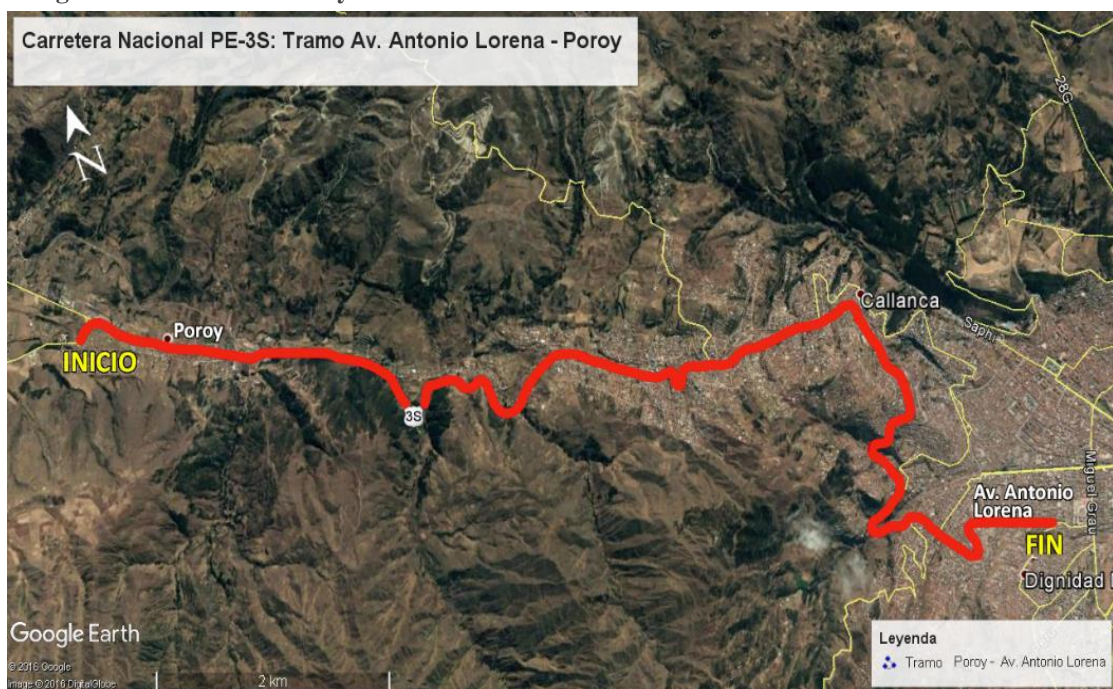 Carretera Nacional PE-3S: Tramo Av. Antonio Lorena - Poroy
28G
N
Callanca
Saphi
Poroy
INICIO
3S
Miguel Grau
Av. Antonio
Lorena
FIN
Dignidad
Google Earth
Leyenda
Tramo Poroy - Av. Antonio Lorena
© 2016 Google
Image © 2016 DigitalGlobe
2 km